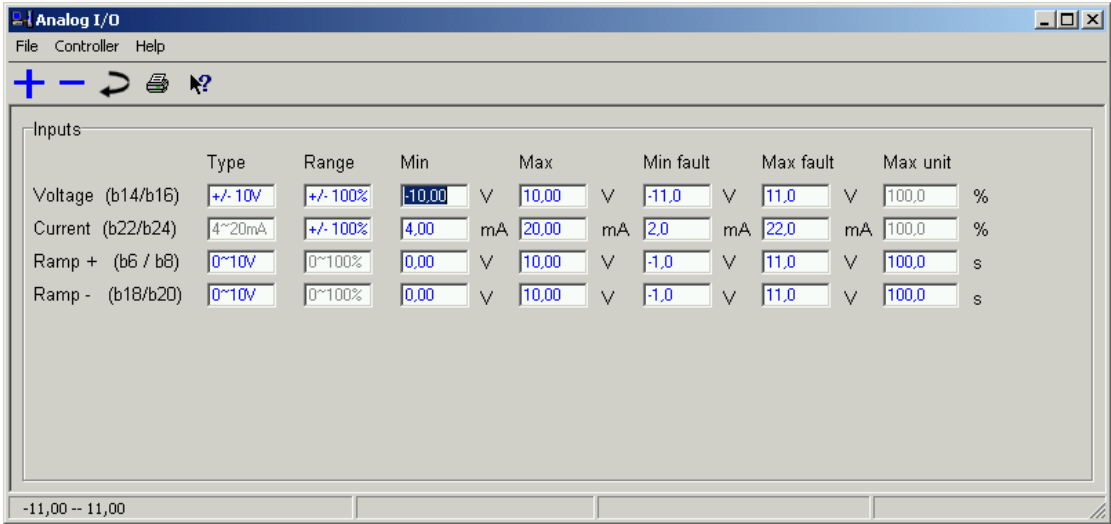 Analog I/O
File Controller Help
Inputs
Type Range Min Max Min fault Max fault Max unit
Voltage (b14/b16) +/- 10V +/- 100% -10,00 V 10,00 V -11,0 V 11,0 V 100,0 %
Current (b22/b24) 4~20mA +/- 100% 4,00 mA 20,00 mA 2,0 mA 22,0 mA 100,0 %
Ramp + (b6 / b8) 0~10V 0~100% 0,00 V 10,00 V -1,0 V 11,0 V 100,0 s
Ramp - (b18/b20) 0~10V 0~100% 0,00 V 10,00 V -1,0 V 11,0 V 100,0 s
-11,00 -- 11,00